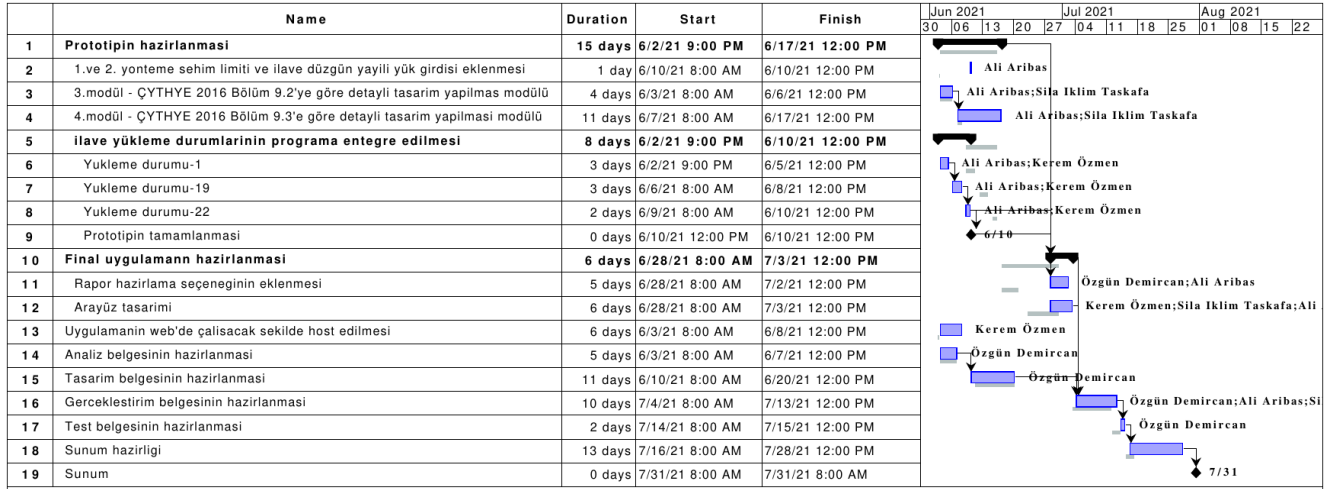 Name Duration Start Finish
Jun 2021 Jul 2021 Aug 2021
30 06 13 20 27 04 11 18 25 01 08 15 22
1 Prototipin hazirlanmasi 15 days 6/2/21 9:00 PM 6/17/21 12:00 PM
2 1.ve 2. yonteme sehim limiti ve ilave düzgün yayili yük girdisi eklenmesi 1 day 6/10/21 8:00 AM 6/10/21 12:00 PM Ali Aribas
3 3.modül - ÇYTHYE 2016 Bölüm 9.2'ye göre detayli tasarim yapilmas modülü 4 days 6/3/21 8:00 AM 6/6/21 12:00 PM Ali Aribas;Sila Iklim Taskafa
4 4.modül - ÇYTHYE 2016 Bölüm 9.3'e göre detayli tasarim yapilmasi modülü 11 days 6/7/21 8:00 AM 6/17/21 12:00 PM Ali Aribas;Sila Iklim Taskafa
5 ilave yükleme durumlarinin programa entegre edilmesi 8 days 6/2/21 9:00 PM 6/10/21 12:00 PM
6 Yukleme durumu-1 3 days 6/2/21 9:00 PM 6/5/21 12:00 PM Ali Aribas;Kerem Özmen
7 Yukleme durumu-19 3 days 6/6/21 8:00 AM 6/8/21 12:00 PM Ali Aribas;Kerem Özmen
8 Yukleme durumu-22 2 days 6/9/21 8:00 AM 6/10/21 12:00 PM Ali Aribas;Kerem Özmen
9 Prototipin tamamlanmasi 0 days 6/10/21 12:00 PM 6/10/21 12:00 PM 6/10
10 Final uygulamann hazirlanmasi 6 days 6/28/21 8:00 AM 7/3/21 12:00 PM
11 Rapor hazirlama seçeneginin eklenmesi 5 days 6/28/21 8:00 AM 7/2/21 12:00 PM Özgün Demircan;Ali Aribas
12 Arayüz tasarimi 6 days 6/28/21 8:00 AM 7/3/21 12:00 PM Kerem Özmen;Sila Iklim Taskafa;Ali
13 Uygulamanin web'de çalisacak sekilde host edilmesi 6 days 6/3/21 8:00 AM 6/8/21 12:00 PM Kerem Özmen
14 Analiz belgesinin hazirlanmasi 5 days 6/3/21 8:00 AM 6/7/21 12:00 PM Özgün Demircan
15 Tasarim belgesinin hazirlanmasi 11 days 6/10/21 8:00 AM 6/20/21 12:00 PM Özgün Demircan
16 Gerceklestirim belgesinin hazirlanmasi 10 days 7/4/21 8:00 AM 7/13/21 12:00 PM Özgün Demircan;Ali Aribas;Si
17 Test belgesinin hazirlanmasi 2 days 7/14/21 8:00 AM 7/15/21 12:00 PM Özgün Demircan
18 Sunum hazirligi 13 days 7/16/21 8:00 AM 7/28/21 12:00 PM
19 Sunum 0 days 7/31/21 8:00 AM 7/31/21 8:00 AM 7/31